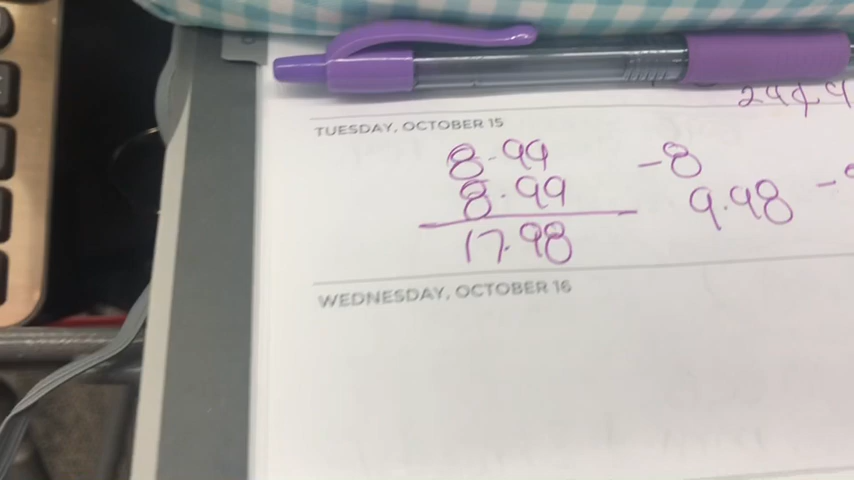 TUESDAY, OCTOBER 15
8.99 -8
8.99 9.98 -
17.98
WEDNESDAY, OCTOBER 16